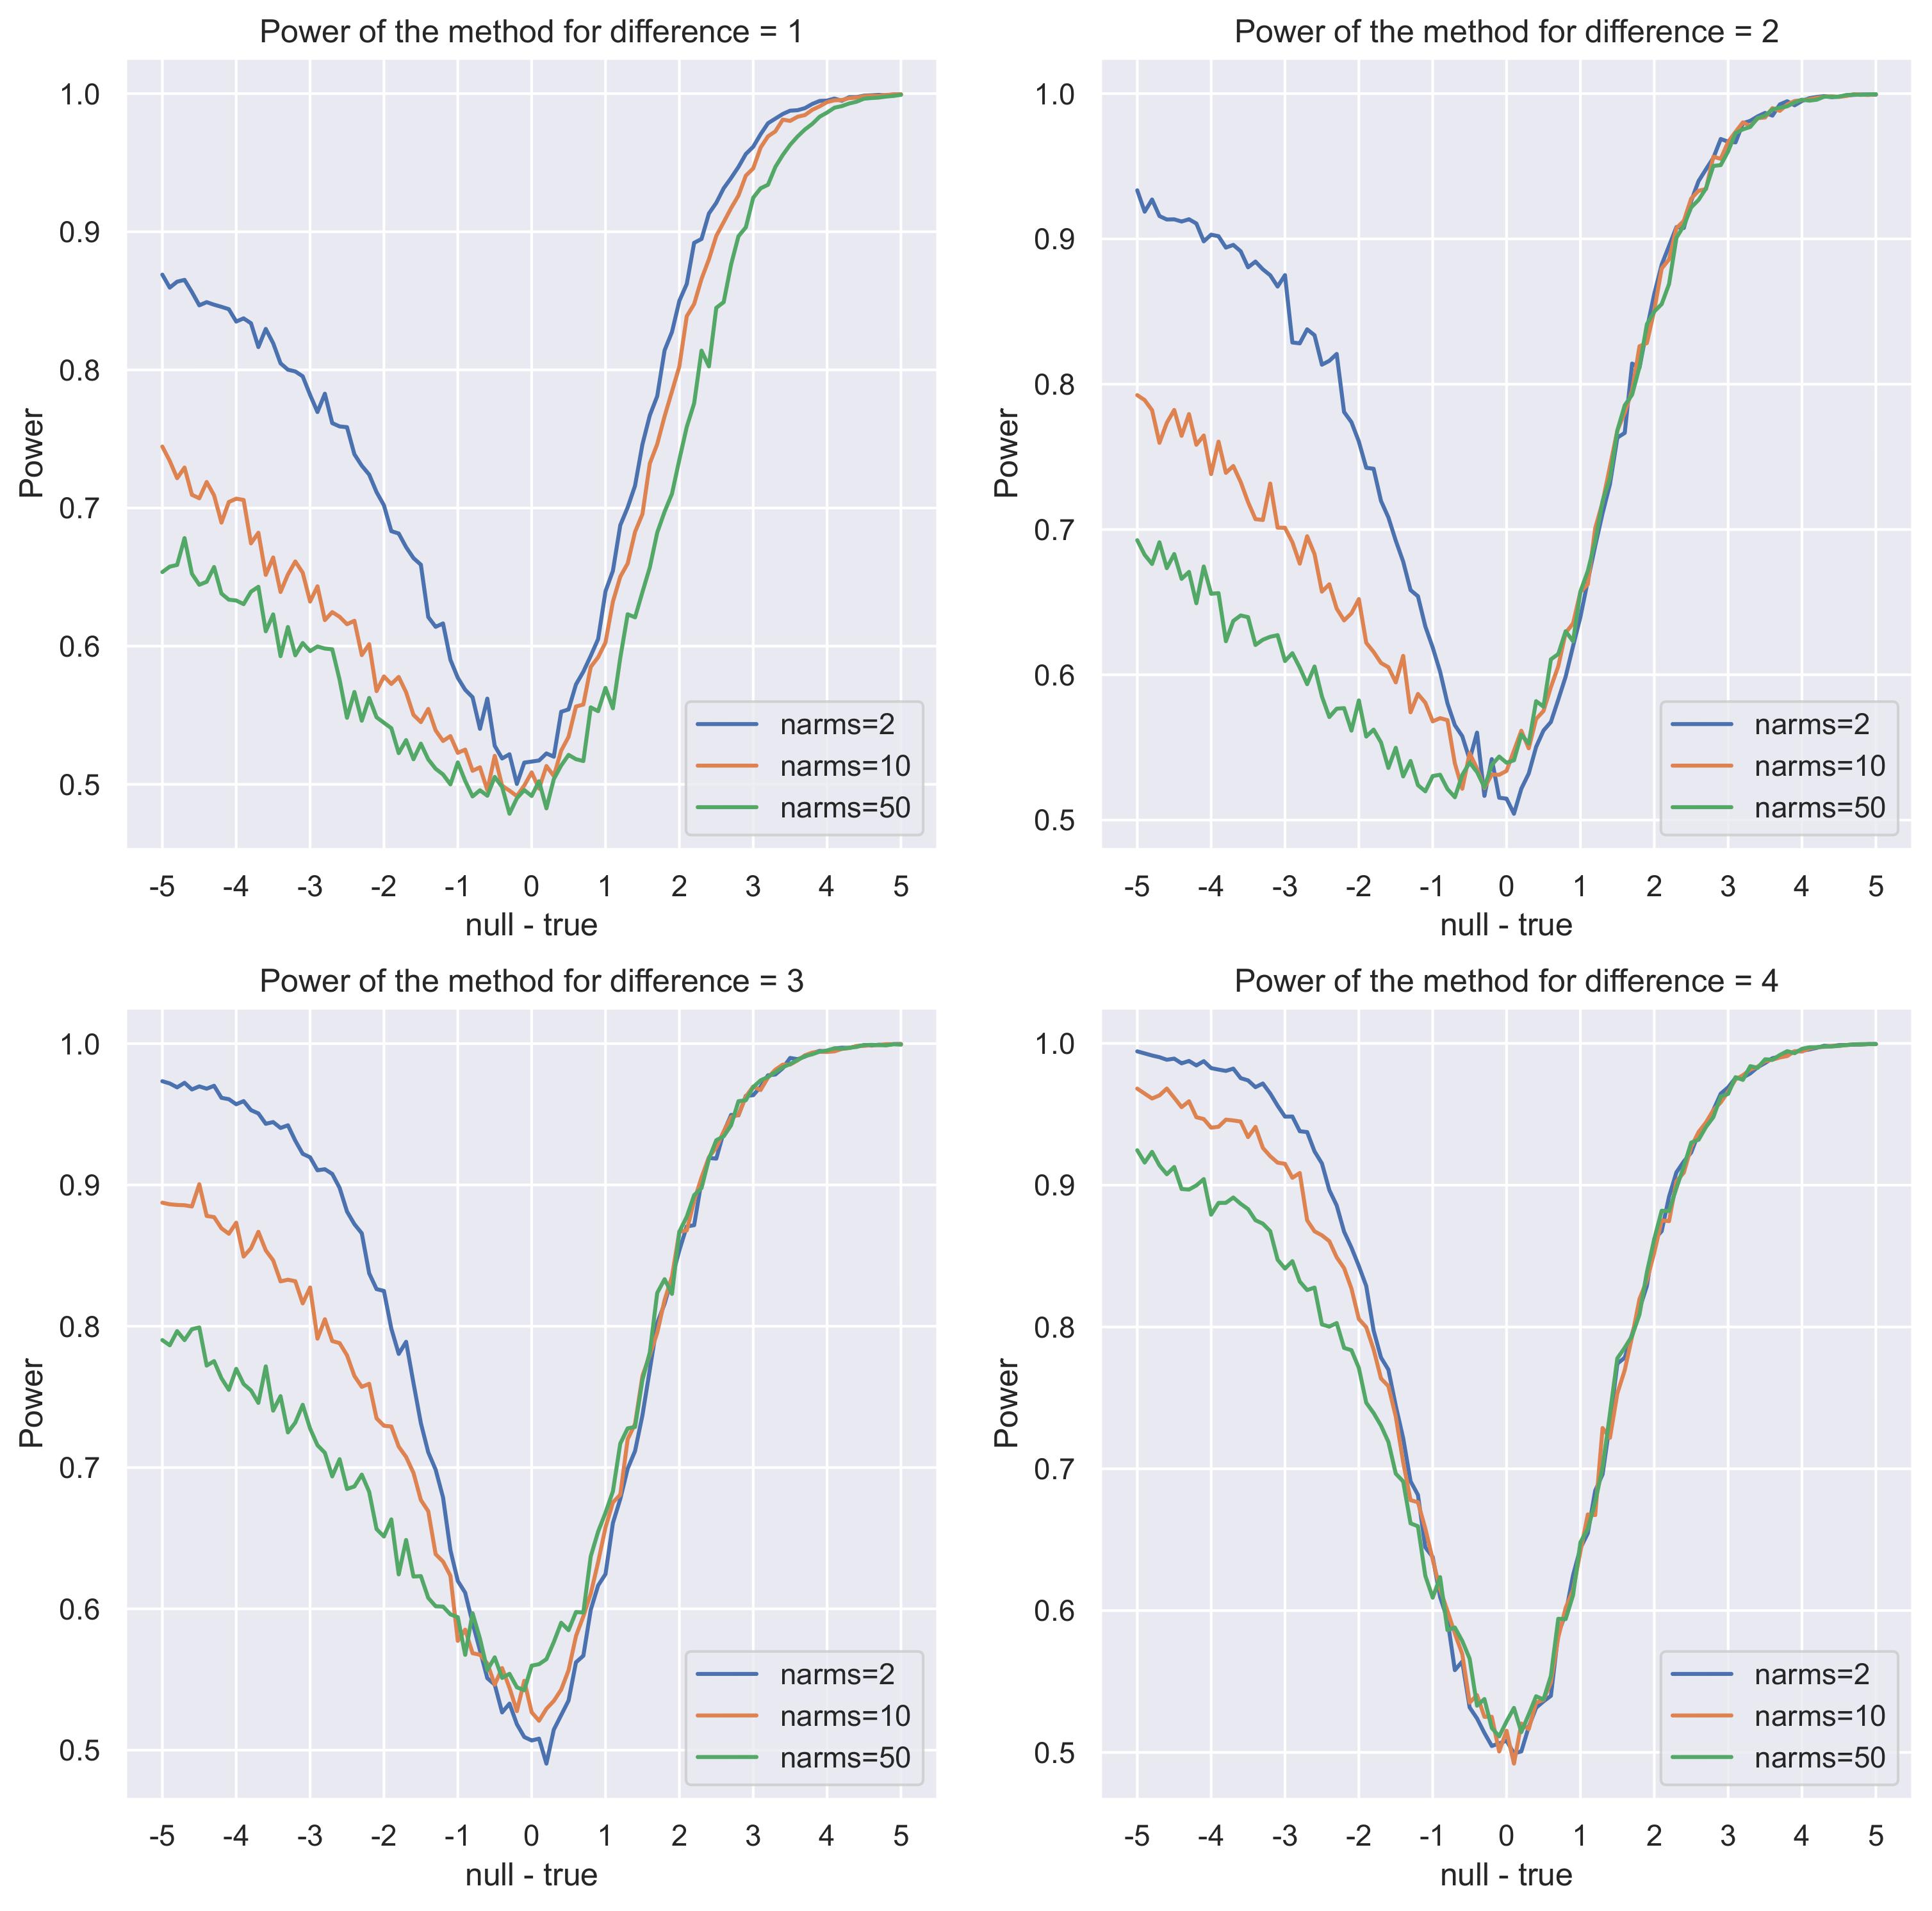 Power of the method for difference = 1
1.0
0.9
0.8
0.7
0.6
0.5
Power
-5 -4 -3 -2 -1 0 1 2 3 4 5
null - true
narms=2
narms=10
narms=50
Power of the method for difference = 2
1.0
0.9
0.8
0.7
0.6
0.5
Power
-5 -4 -3 -2 -1 0 1 2 3 4 5
null - true
narms=2
narms=10
narms=50
Power of the method for difference = 3
1.0
0.9
0.8
0.7
0.6
0.5
Power
-5 -4 -3 -2 -1 0 1 2 3 4 5
null - true
narms=2
narms=10
narms=50
Power of the method for difference = 4
1.0
0.9
0.8
0.7
0.6
0.5
Power
-5 -4 -3 -2 -1 0 1 2 3 4 5
null - true
narms=2
narms=10
narms=50